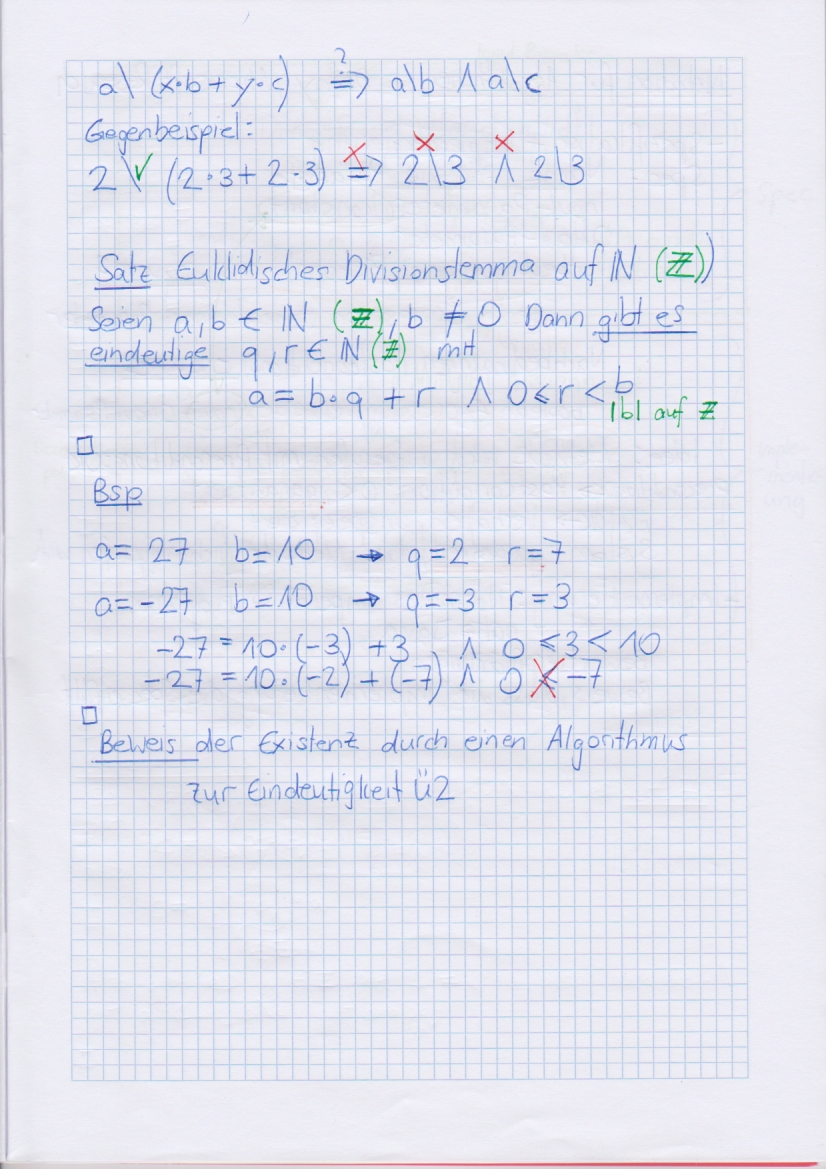 a\ (x·b + y·c) ?⇒ a\b ∧ a\c
Gegenbeispiel:
2 \ ✓ (2·3 + 2·3) ⇒ 2\3 ∧ 2\3
Satz Euklidisches Divisionslemma auf ℕ (ℤ))
Seien a, b ∈ ℕ (ℤ), b ≠ 0 Dann gibt es
eindeutige q, r ∈ ℕ (ℤ) mit
a = b·q + r ∧ 0 ≤ r < b
|b| auf ℤ
Bsp
a = 27 b = 10 → q = 2 r = 7
a = -27 b = 10 → q = -3 r = 3
-27 = 10·(-3) + 3 ∧ 0 ≤ 3 < 10
-27 = 10·(-2) + (-7) ∧ 0 ≤ -7
Beweis der Existenz durch einen Algorithmus
zur Eindeutigkeit Ü2